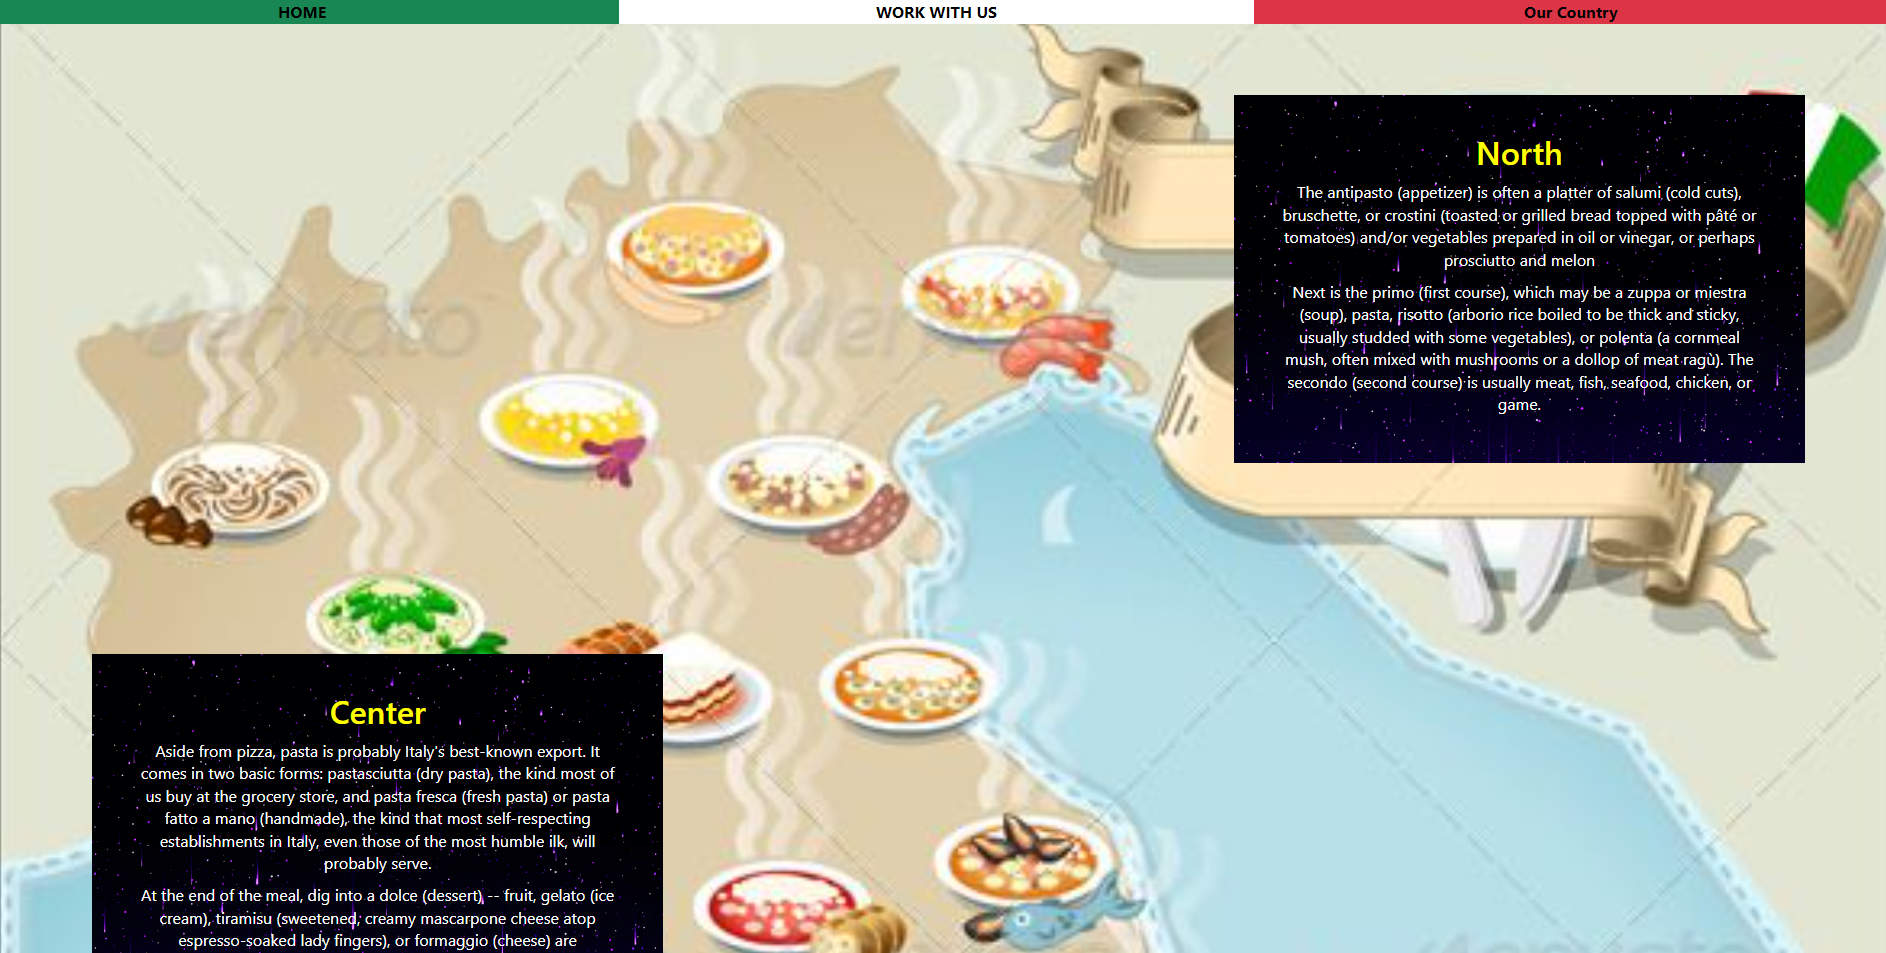 HOME
WORK WITH US
Our Country
North
The antipasto (appetizer) is often a platter of salumi (cold cuts),
bruschette, or crostini (toasted or grilled bread topped with pâté or
tomatoes) and/or vegetables prepared in oil or vinegar, or perhaps
prosciutto and melon
Next is the primo (first course), which may be a zuppa or miestra
(soup), pasta, risotto (arborio rice boiled to be thick and sticky,
usually studded with some vegetables), or polenta (a cornmeal
mush, often mixed with mushrooms or a dollop of meat ragù). The
secondo (second course) is usually meat, fish, seafood, chicken, or
game.
Center
Aside from pizza, pasta is probably Italy's best-known export. It
comes in two basic forms: pastasciutta (dry pasta), the kind most of
us buy at the grocery store, and pasta fresca (fresh pasta) or pasta
fatto a mano (handmade), the kind that most self-respecting
establishments in Italy, even those of the most humble ilk, will
probably serve.
At the end of the meal, dig into a dolce (dessert) -- fruit, gelato (ice
cream), tiramisu (sweetened, creamy mascarpone cheese atop
espresso-soaked lady fingers), or formaggio (cheese) are